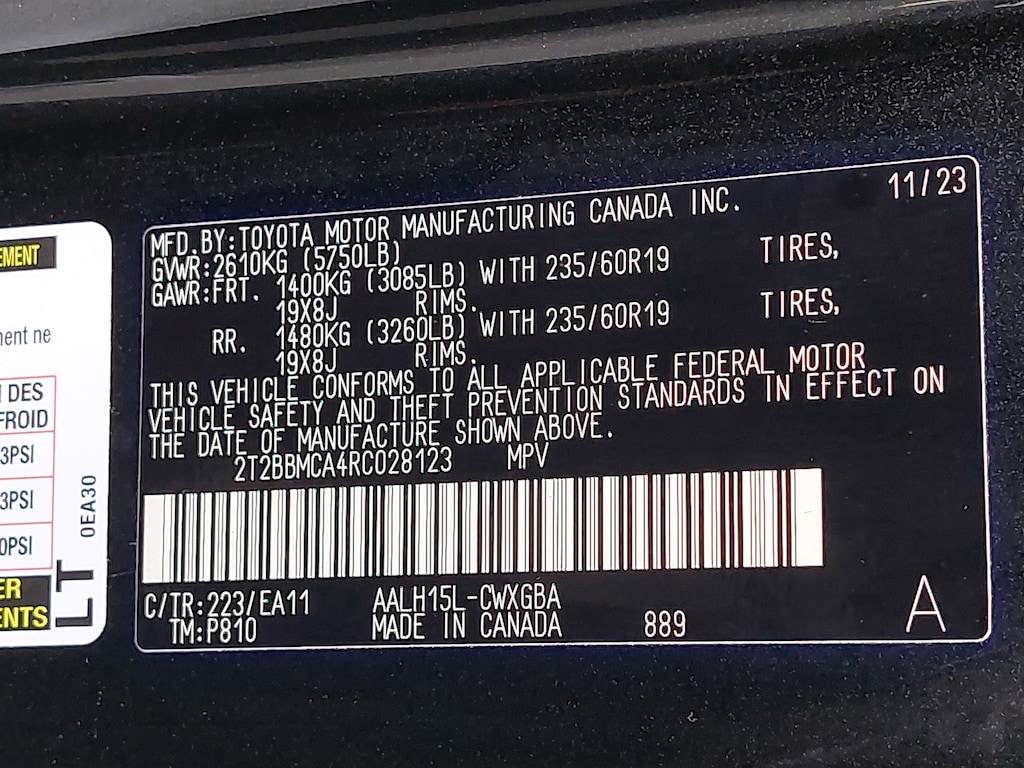 EMENT
ment ne
DES
FROID
3PSI
3PSI
0PSI
ER
ENTS
0EA30
LT
11/23
MFD.BY:TOYOTA MOTOR MANUFACTURING CANADA INC.
GVWR:2610KG (5750LB)
GAWR:FRT. 1400KG (3085LB) WITH 235/60R19 TIRES,
19X8J RIMS.
RR. 1480KG (3260LB) WITH 235/60R19 TIRES,
19X8J RIMS.
THIS VEHICLE CONFORMS TO ALL APPLICABLE FEDERAL MOTOR
VEHICLE SAFETY AND THEFT PREVENTION STANDARDS IN EFFECT ON
THE DATE OF MANUFACTURE SHOWN ABOVE.
2T2BBMCA4RC028123 MPV
C/TR:223/EA11 AALH15L-CWXGBA
TM:P810 MADE IN CANADA 889
A